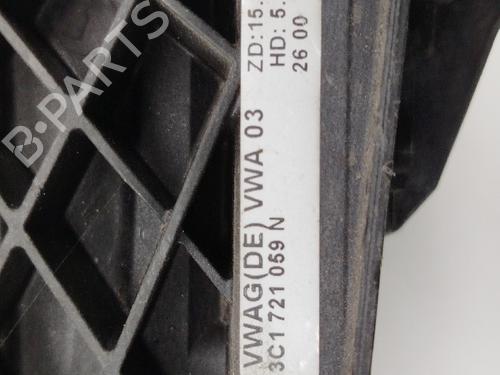 VWAG(DE) VWA 03 ZD:15.
3C1 721 059 N HD: 5.
26 00
B-PARTS